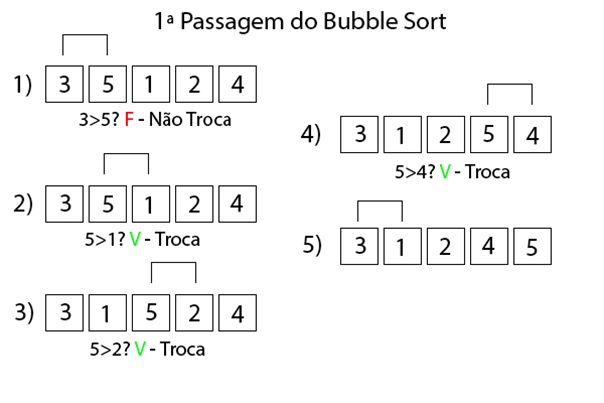 1ª Passagem do Bubble Sort
1) 3 5 1 2 4
3>5? F - Não Troca
2) 3 5 1 2 4
5>1? V - Troca
3) 3 1 5 2 4
5>2? V - Troca
4) 3 1 2 5 4
5>4? V - Troca
5) 3 1 2 4 5